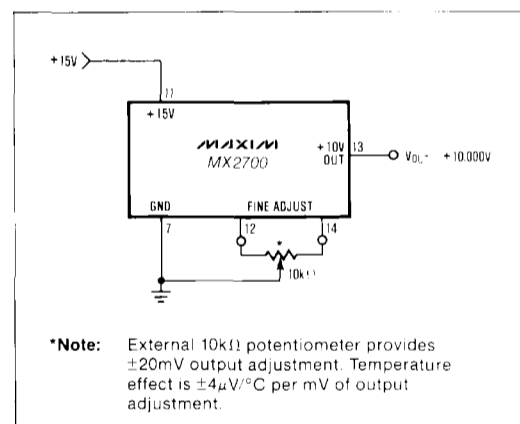 +15V
11
+15V
MAXIM
MX2700
+10V
OUT
13
+10.000V
GND
FINE ADJUST
7
12
14
*
10kΩ
*Note: External 10kΩ potentiometer provides
±20mV output adjustment. Temperature
effect is ±4μV/°C per mV of output
adjustment.